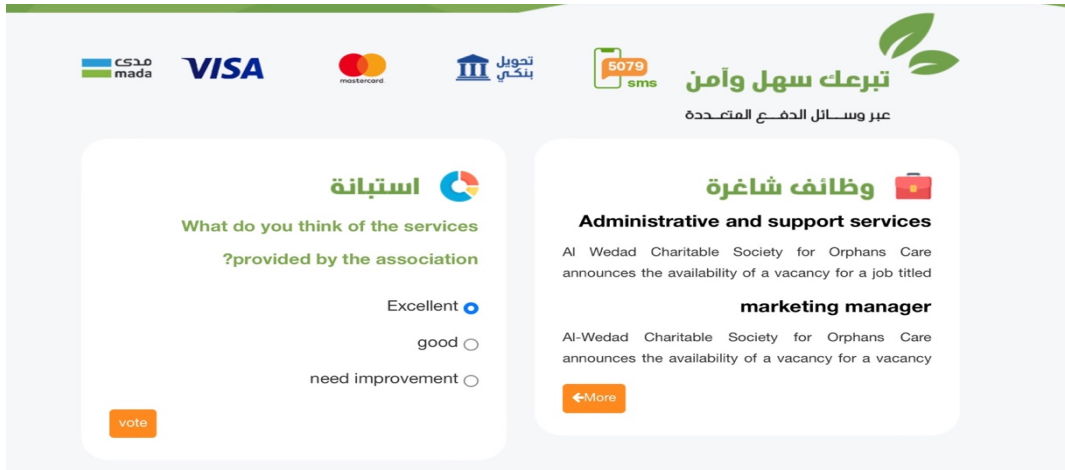 تبرعك سهل وآمن
عبر وســـائل الدفـــع المتعــددة
5079
sms
تحويل
بنكي
mastercard
VISA
مدى
mada
وظائف شاغرة
Administrative and support services
Al Wedad Charitable Society for Orphans Care
announces the availability of a vacancy for a job titled
marketing manager
Al-Wedad Charitable Society for Orphans Care
announces the availability of a vacancy for a vacancy
More
استبانة
What do you think of the services
?provided by the association
Excellent
good
need improvement
vote